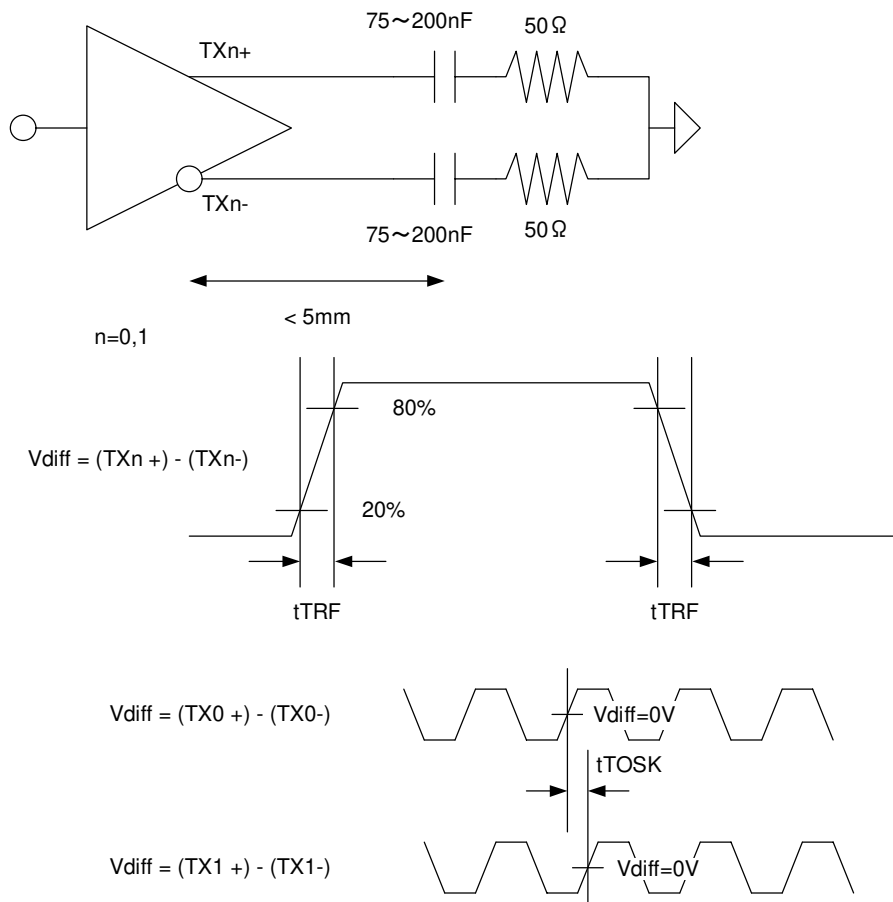 75～200nF
50Ω
TXn+
TXn-
75～200nF
50Ω
< 5mm
n=0,1
80%
Vdiff = (TXn +) - (TXn-)
20%
tTRF
tTRF
Vdiff = (TX0 +) - (TX0-)
Vdiff=0V
tTOSK
Vdiff = (TX1 +) - (TX1-)
Vdiff=0V